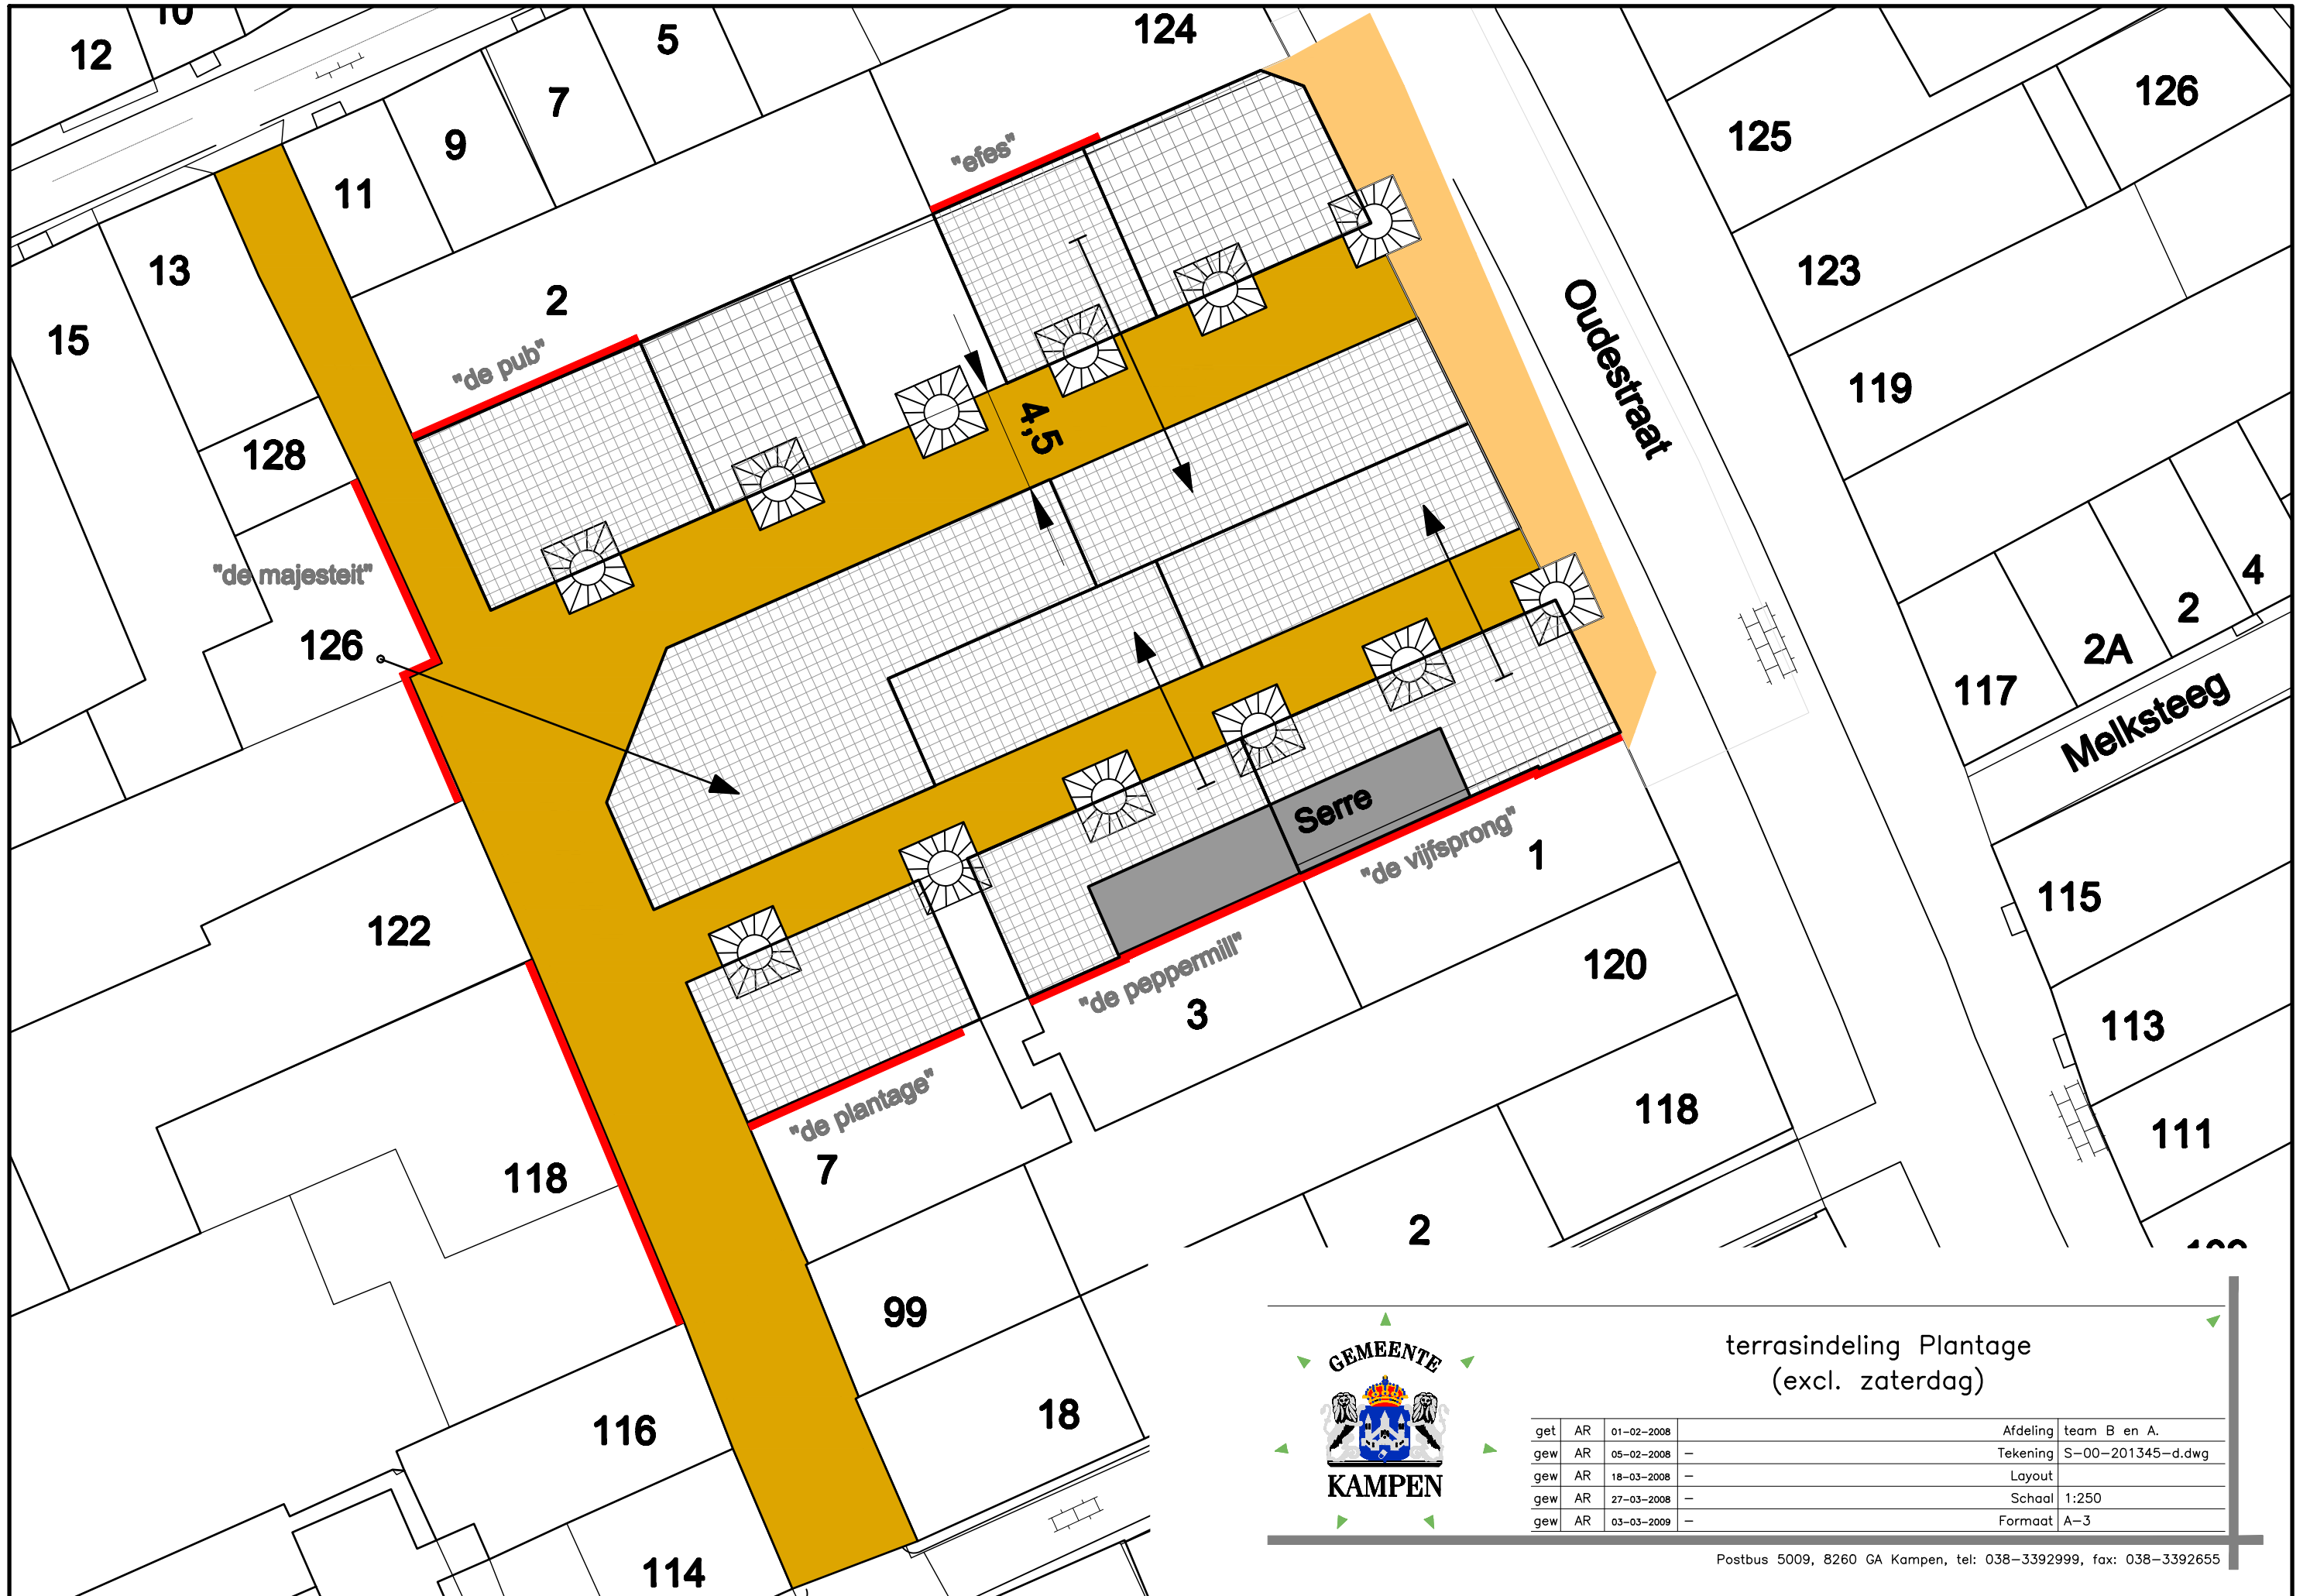 10
12
5
124
7
9
11
126
125
"efes"
13
123
2
15
Oudestraat
"de pub"
119
4,5
128
"de majesteit"
126
4
2
2A
117
Melksteeg
Serre
"de vijfsprong"
1
115
122
120
"de peppermill"
3
113
"de plantage"
118
111
7
118
2
99
18
116
114
GEMEENTE
KAMPEN
terrasindeling Plantage
(excl. zaterdag)
get AR 01-02-2008 Afdeling team B en A.
gew AR 05-02-2008 - Tekening S-00-201345-d.dwg
gew AR 18-03-2008 - Layout
gew AR 27-03-2008 - Schaal 1:250
gew AR 03-03-2009 - Formaat A-3
Postbus 5009, 8260 GA Kampen, tel: 038-3392999, fax: 038-3392655